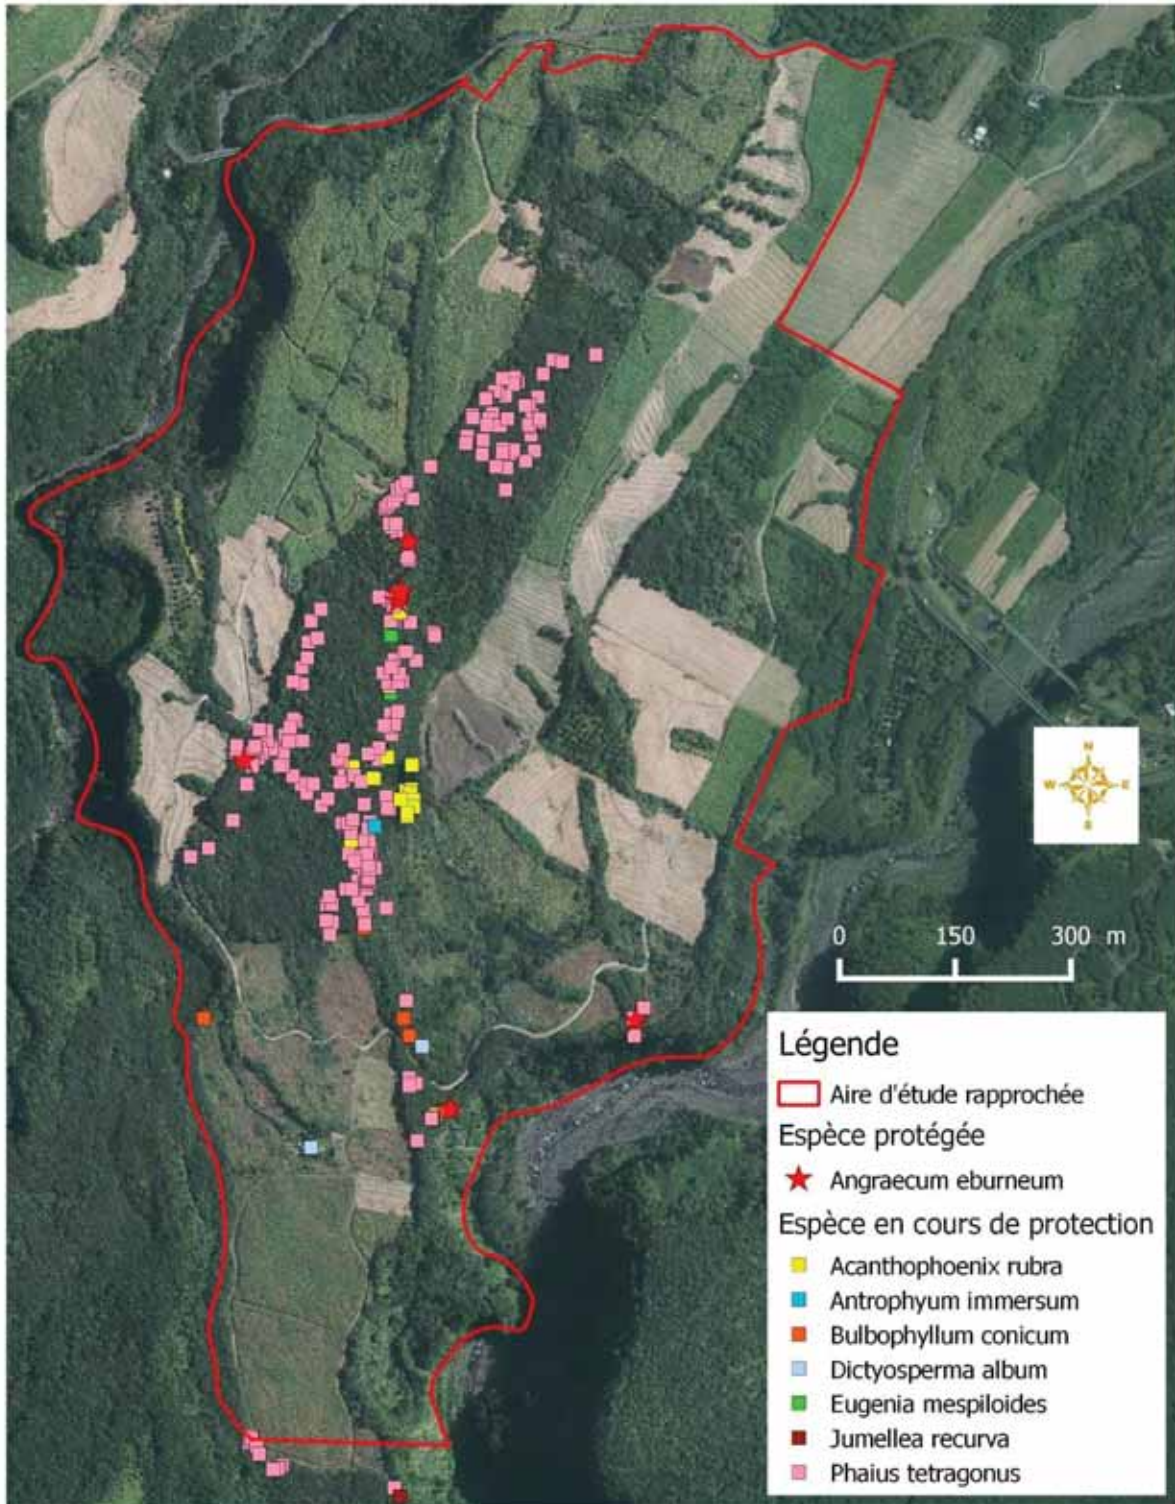 N
W E
S
0 150 300 m
Légende
Aire d'étude rapprochée
Espèce protégée
Angraecum eburneum
Espèce en cours de protection
Acanthophoenix rubra
Antrophyum immersum
Bulbophyllum conicum
Dictyosperma album
Eugenia mespiloides
Jumellea recurva
Phaius tetragonus